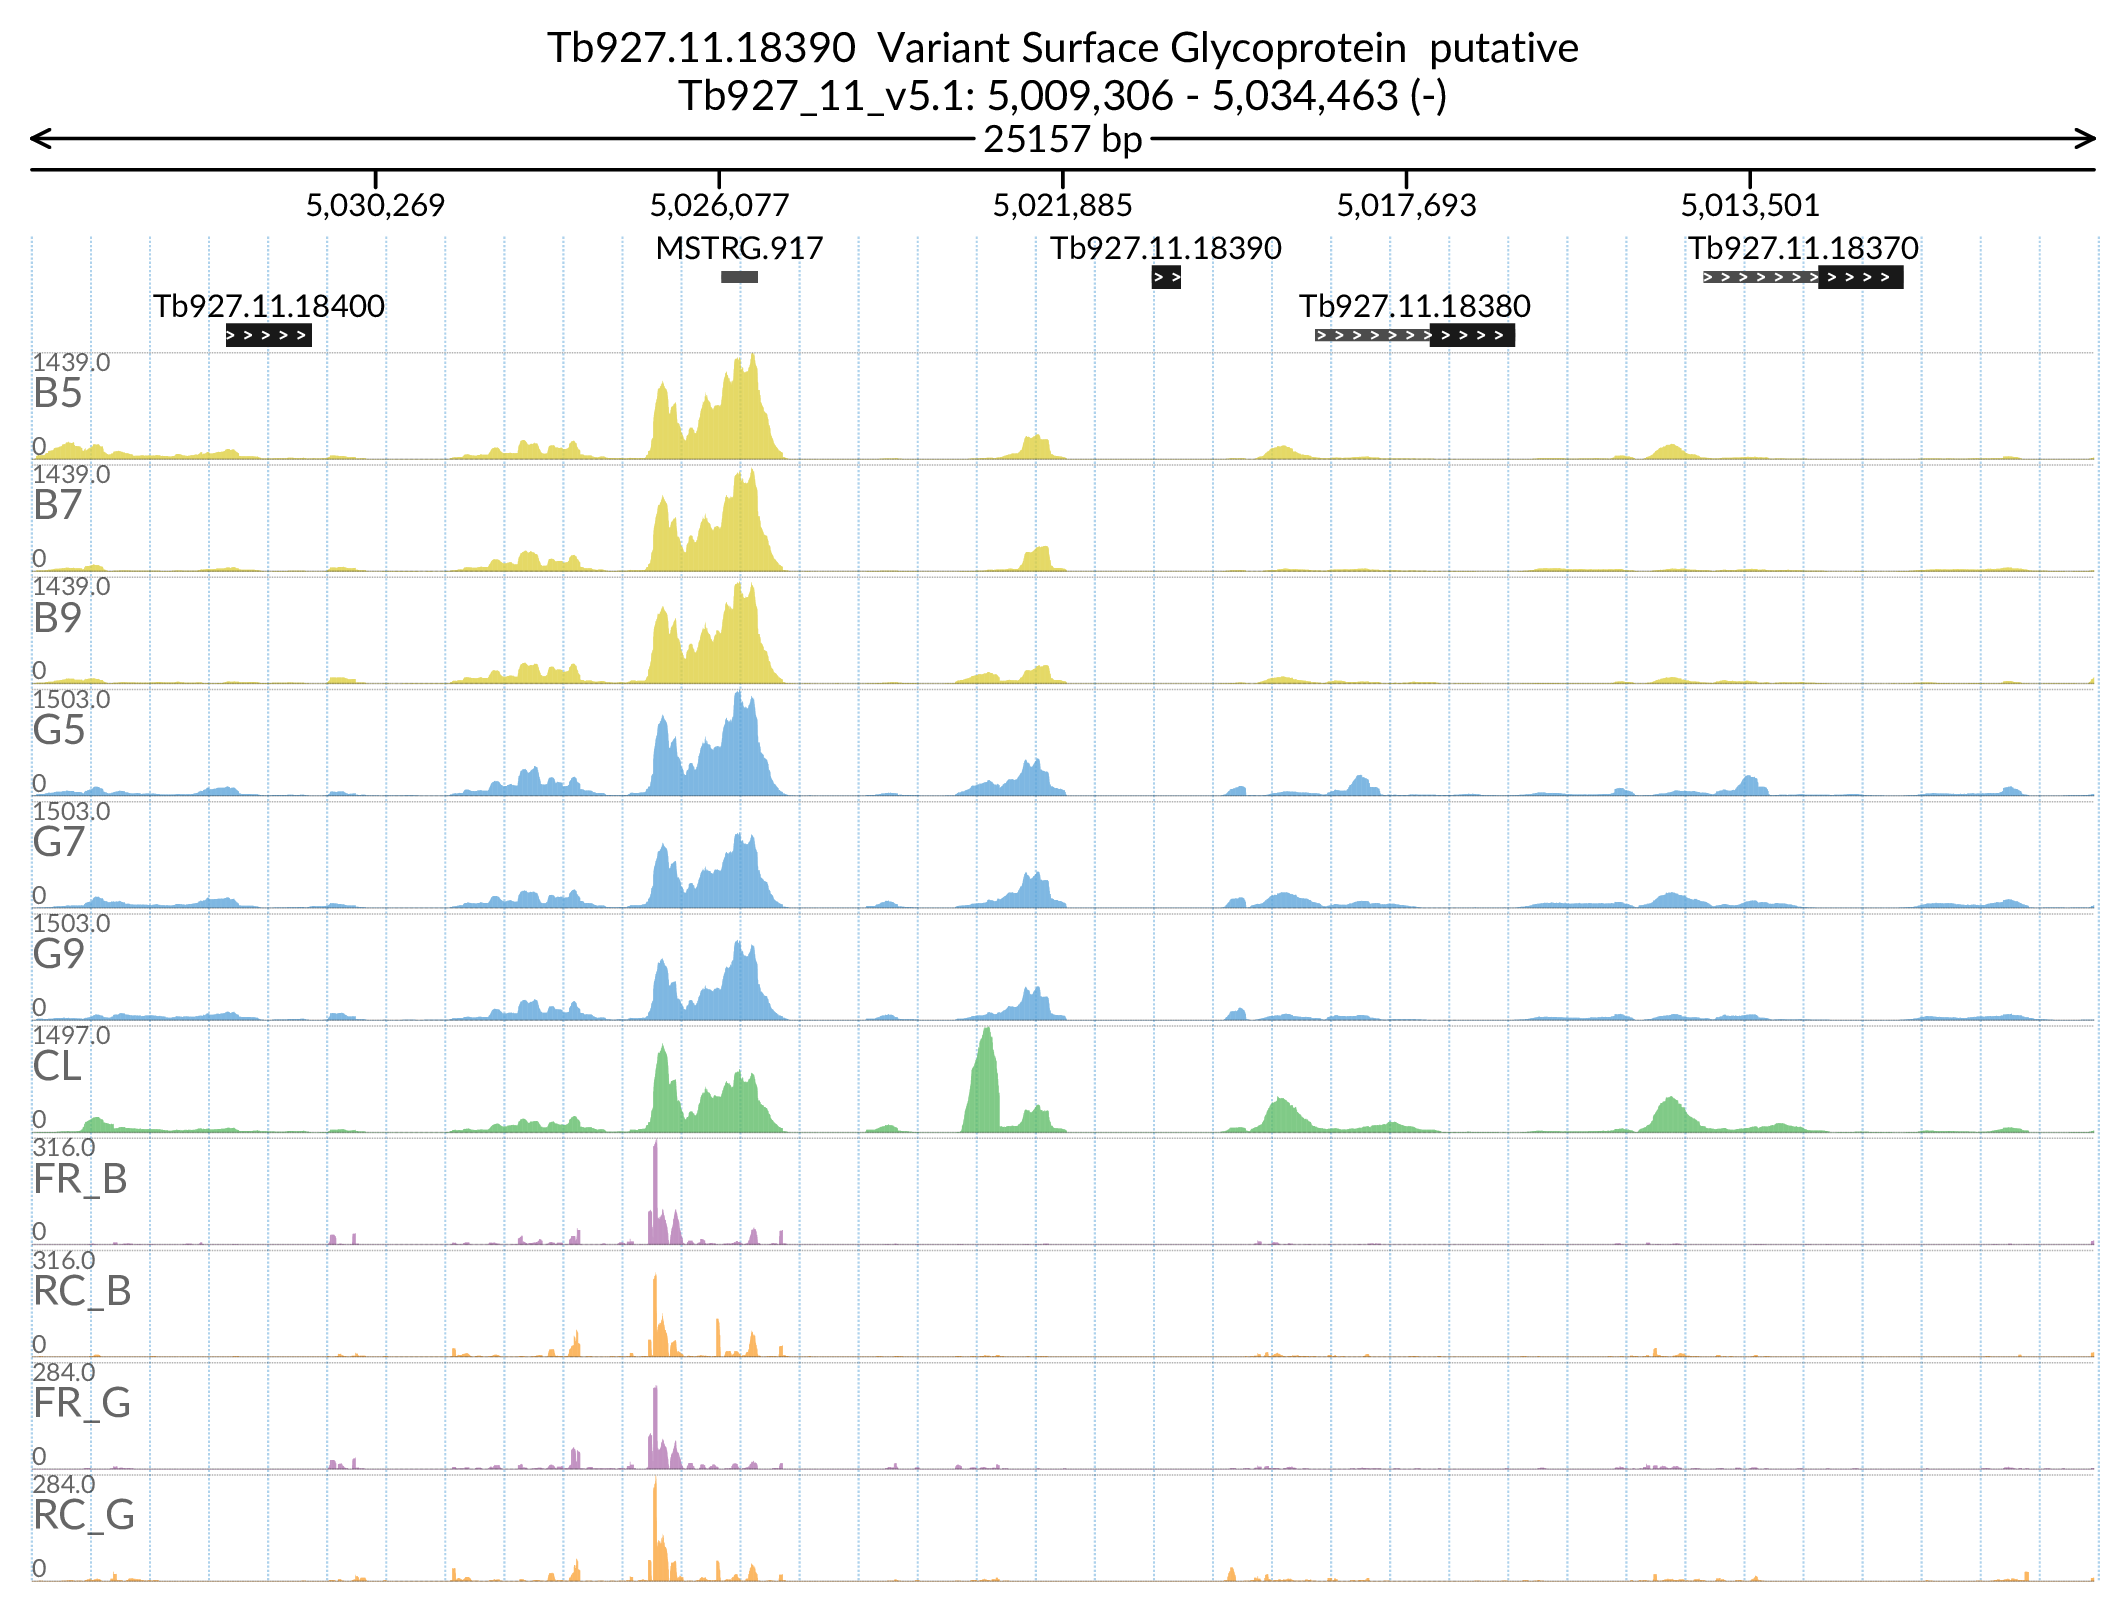 Tb927.11.18390 Variant Surface Glycoprotein putative
Tb927_11_v5.1: 5,009,306 - 5,034,463 (-)
25157 bp
5,030,269 5,026,077 5,021,885 5,017,693 5,013,501
MSTRG.917 Tb927.11.18390 Tb927.11.18370
Tb927.11.18400 Tb927.11.18380
1439.0
B5
0
1439.0
B7
0
1439.0
B9
0
1503.0
G5
0
1503.0
G7
0
1503.0
G9
0
1497.0
CL
0
316.0
FR_B
0
316.0
RC_B
0
284.0
FR_G
0
284.0
RC_G
0